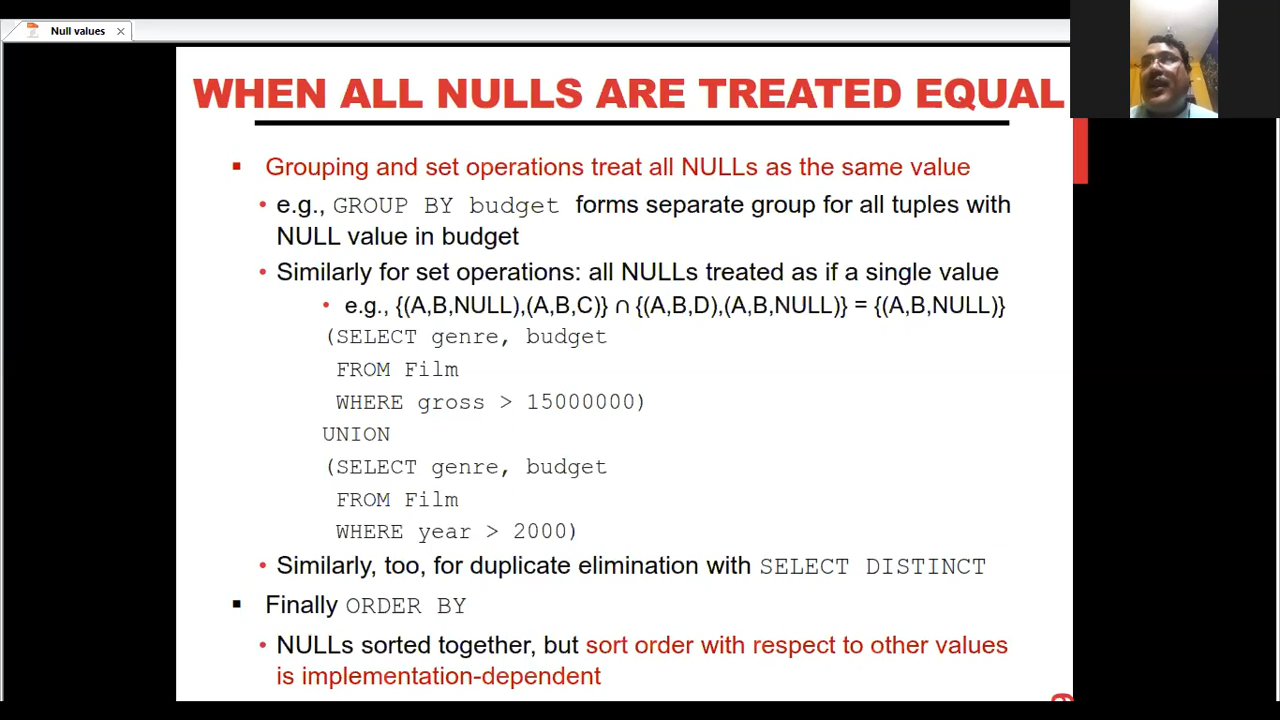 Null values
WHEN ALL NULLS ARE TREATED EQUAL
▪ Grouping and set operations treat all NULLs as the same value
• e.g., GROUP BY budget forms separate group for all tuples with
NULL value in budget
• Similarly for set operations: all NULLs treated as if a single value
• e.g., {(A,B,NULL),(A,B,C)} ∩ {(A,B,D),(A,B,NULL)} = {(A,B,NULL)}
(SELECT genre, budget
FROM Film
WHERE gross > 15000000)
UNION
(SELECT genre, budget
FROM Film
WHERE year > 2000)
• Similarly, too, for duplicate elimination with SELECT DISTINCT
▪ Finally ORDER BY
• NULLs sorted together, but sort order with respect to other values
is implementation-dependent